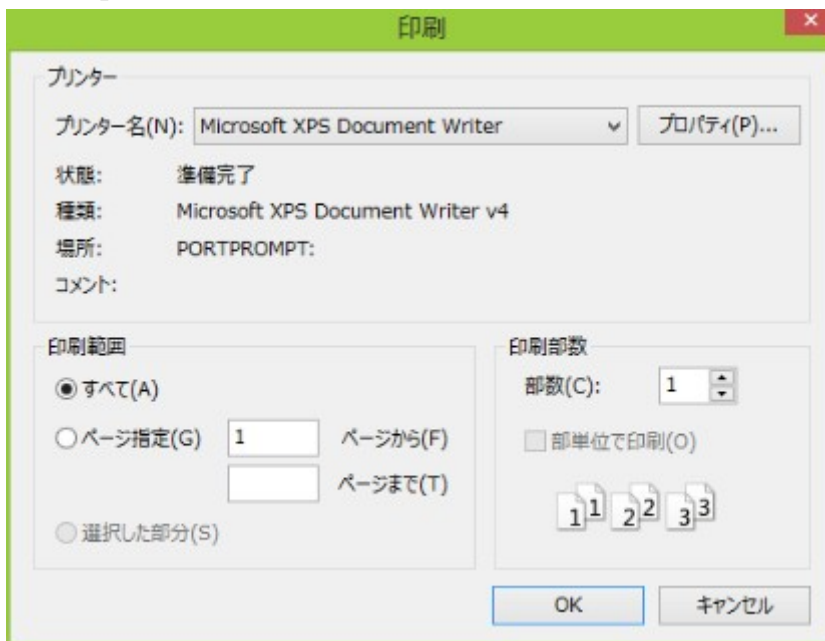 印刷
プリンター
プリンター名(N): Microsoft XPS Document Writer プロパティ(P)...
状態: 準備完了
種類: Microsoft XPS Document Writer v4
場所: PORTPROMPT:
コメント:
印刷範囲
すべて(A)
ページ指定(G) 1 ページから(F)
ページまで(T)
選択した部分(S)
印刷部数
部数(C): 1
部単位で印刷(O)
1 1 2 2 3 3
OK キャンセル